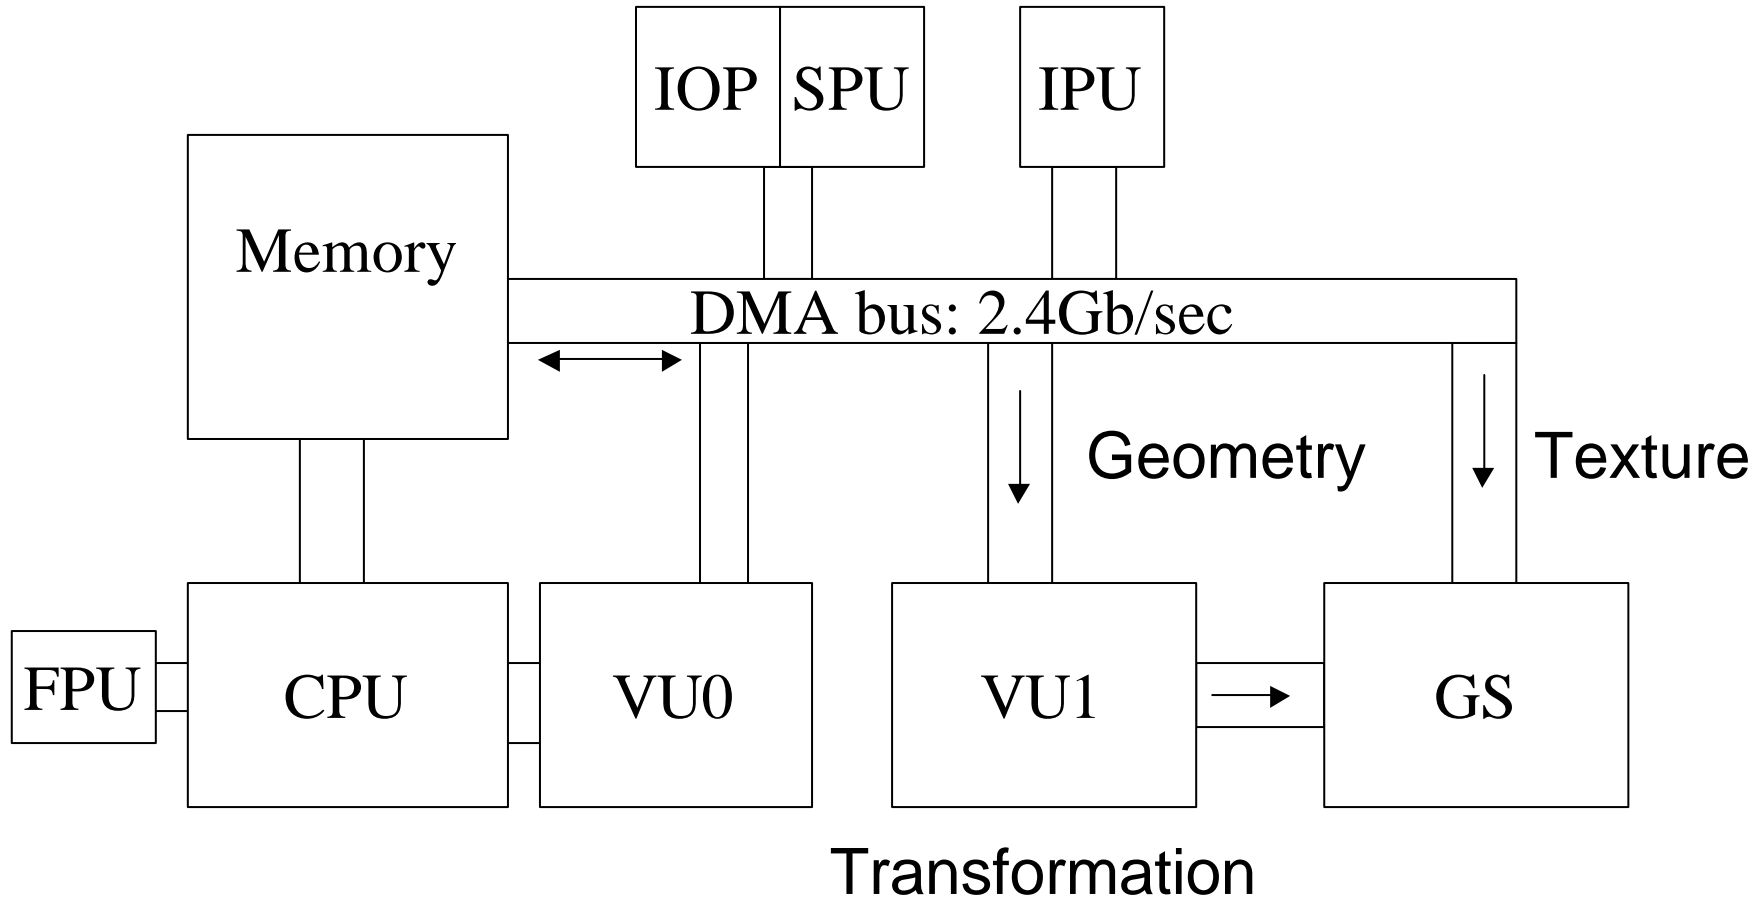 IOP SPU IPU
Memory
DMA bus: 2.4Gb/sec
Geometry Texture
FPU CPU VU0 VU1 GS
Transformation